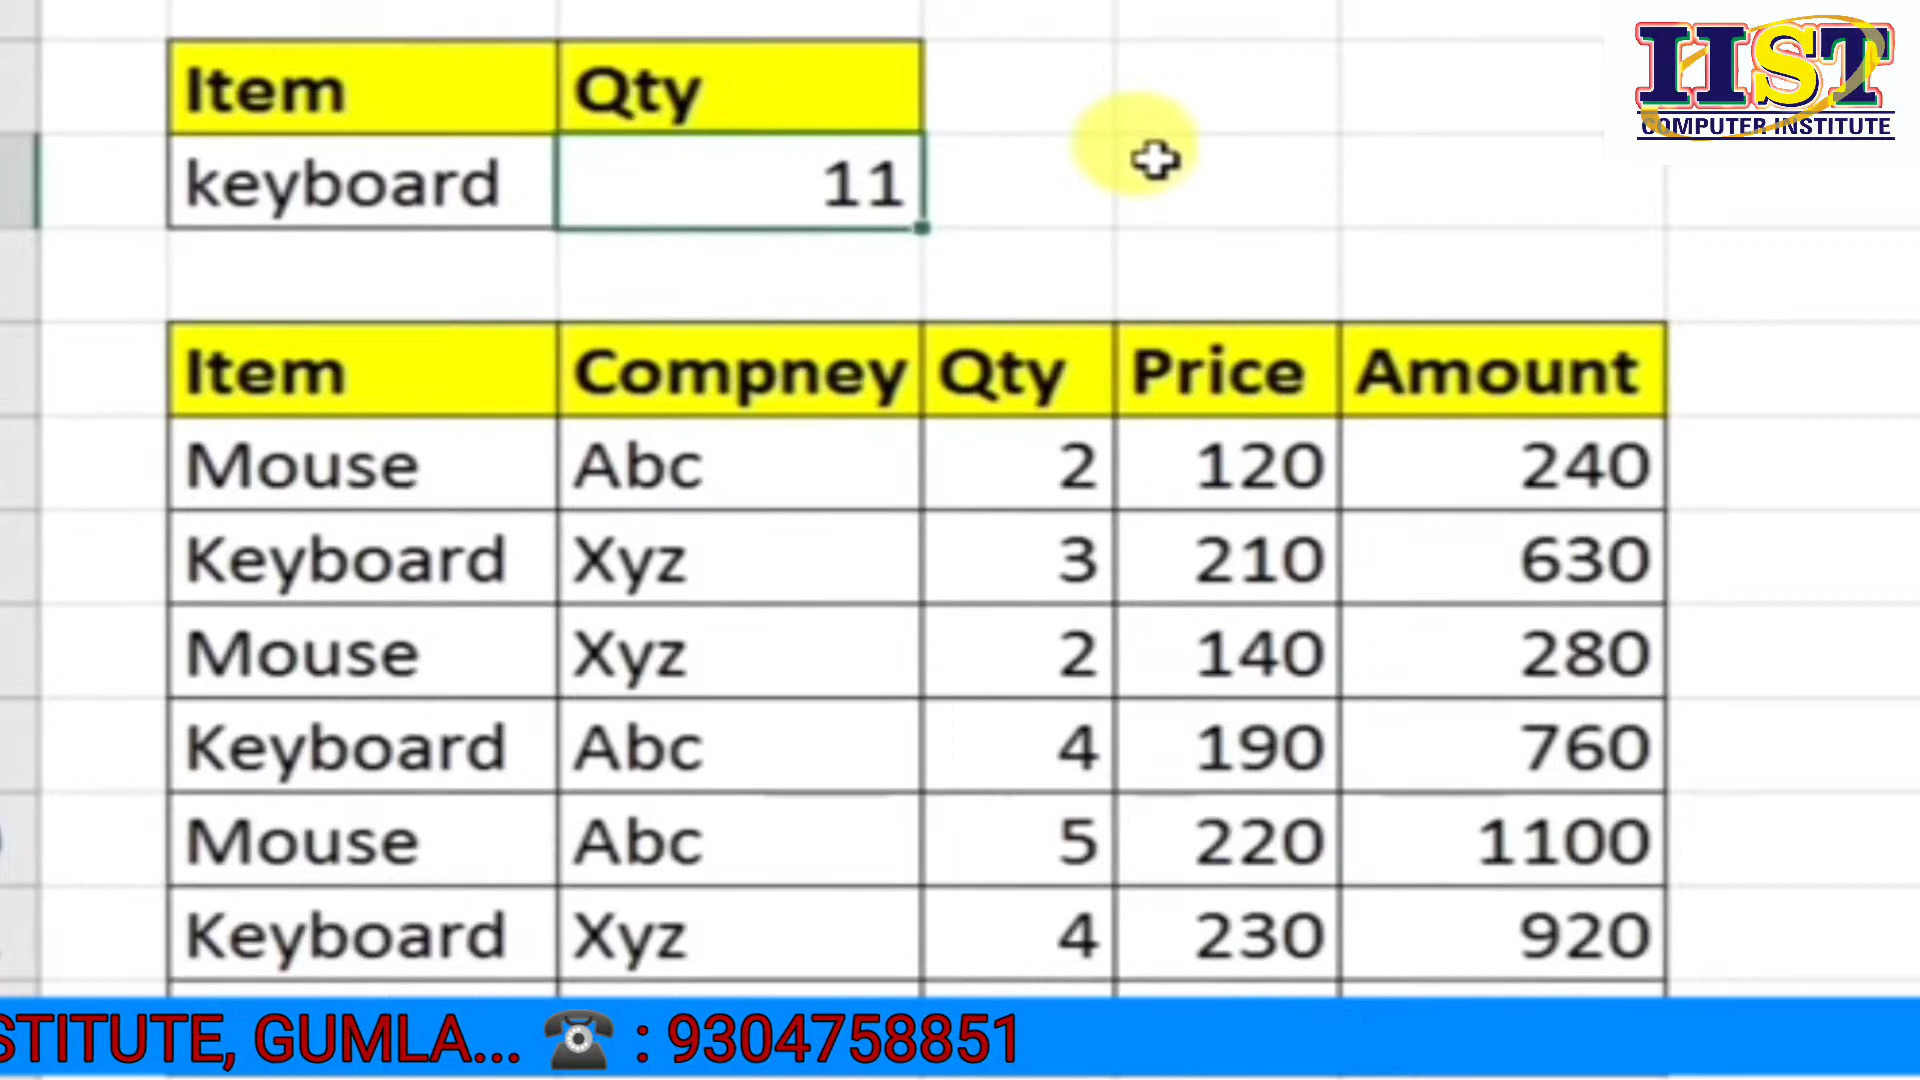 IIST
COMPUTER INSTITUTE
Item Qty
keyboard 11
Item Compney Qty Price Amount
Mouse Abc 2 120 240
Keyboard Xyz 3 210 630
Mouse Xyz 2 140 280
Keyboard Abc 4 190 760
Mouse Abc 5 220 1100
Keyboard Xyz 4 230 920
STITUTE, GUMLA... ☎ : 9304758851